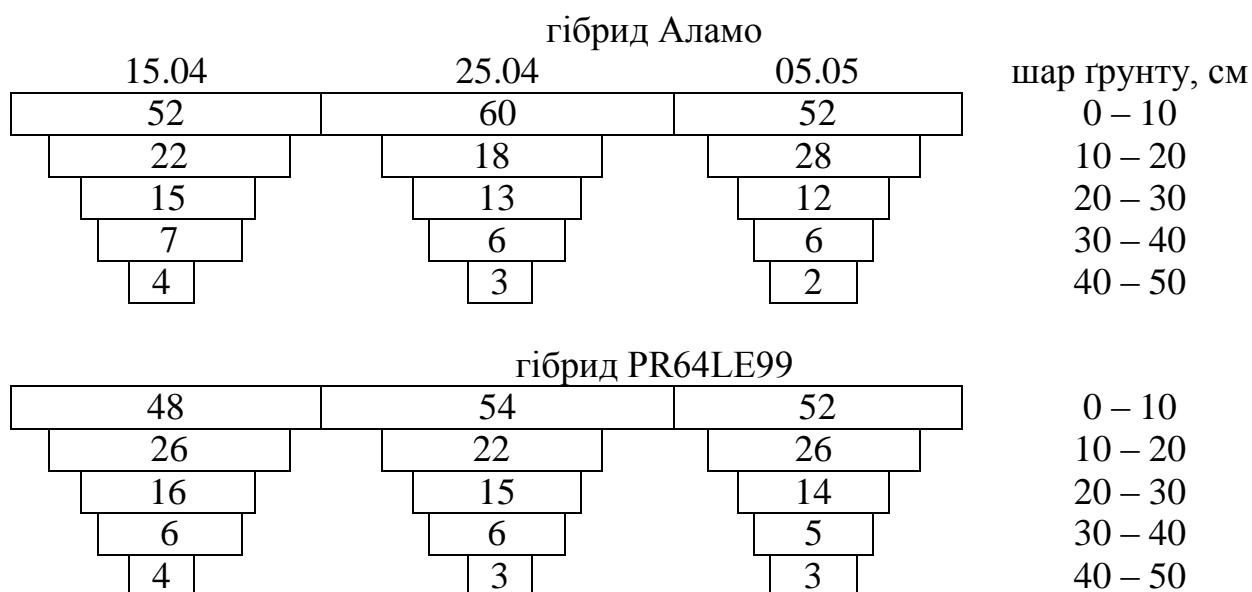 гібрид Аламо
15.04 25.04 05.05 шар ґрунту, см
52 60 52 0 – 10
22 18 28 10 – 20
15 13 12 20 – 30
7 6 6 30 – 40
4 3 2 40 – 50
гібрид PR64LE99
48 54 52 0 – 10
26 22 26 10 – 20
16 15 14 20 – 30
6 6 5 30 – 40
4 3 3 40 – 50